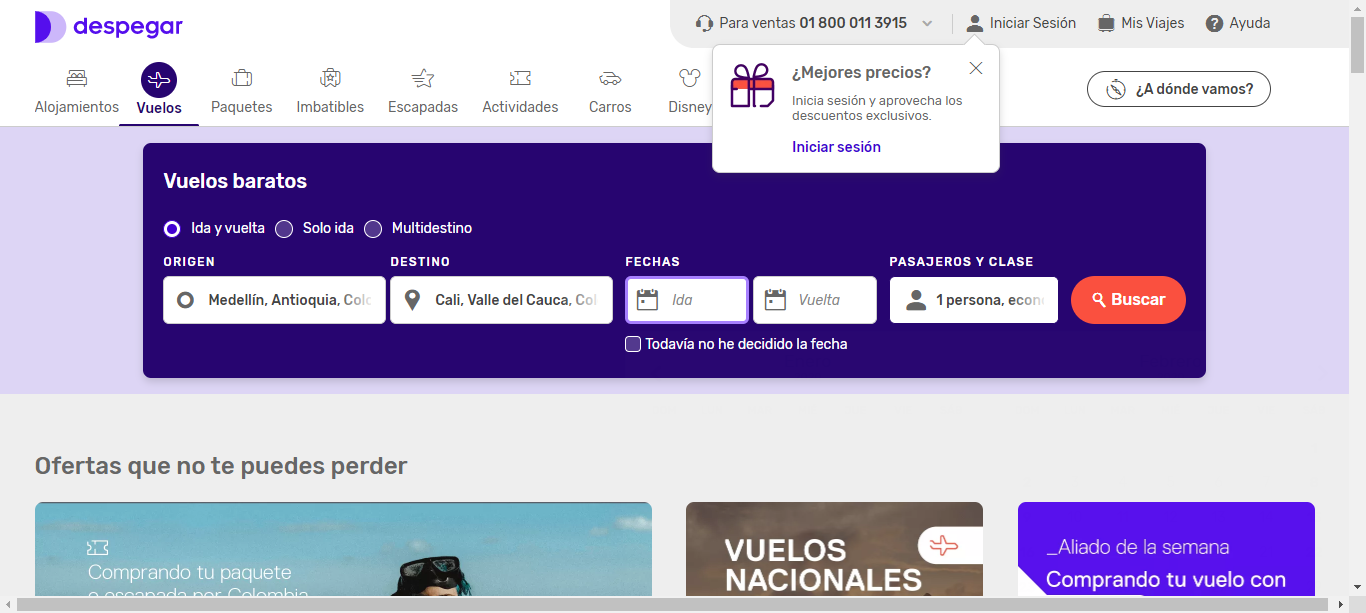 despegar
Para ventas 01 800 011 3915
Iniciar Sesión
Mis Viajes
Ayuda
Alojamientos
Vuelos
Paquetes
Imbatibles
Escapadas
Actividades
Carros
Disney
¿A dónde vamos?
¿Mejores precios?
Inicia sesión y aprovecha los
descuentos exclusivos.
Iniciar sesión
Vuelos baratos
Ida y vuelta
Solo ida
Multidestino
ORIGEN
DESTINO
FECHAS
PASAJEROS Y CLASE
Medellín, Antioquia, Colo
Cali, Valle del Cauca, Col
Ida
Vuelta
1 persona, econ
Buscar
Todavía no he decidido la fecha
Ofertas que no te puedes perder
Comprando tu paquete
o escapada por Colombia
VUELOS
NACIONALES
_Aliado de la semana
Comprando tu vuelo con